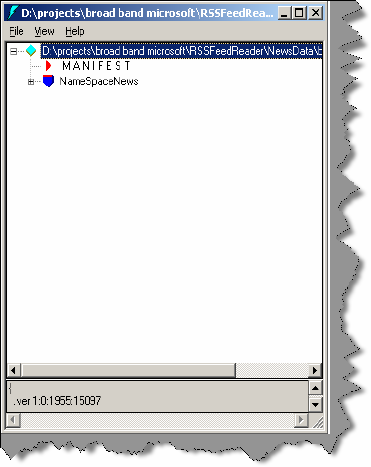 D:\projects\broad band microsoft\RSSFeedRea...
File View Help
D:\projects\broad band microsoft\RSSFeedReader\NewsData\b
M A N I F E S T
NameSpaceNews
{
.ver 1:0:1955:15097